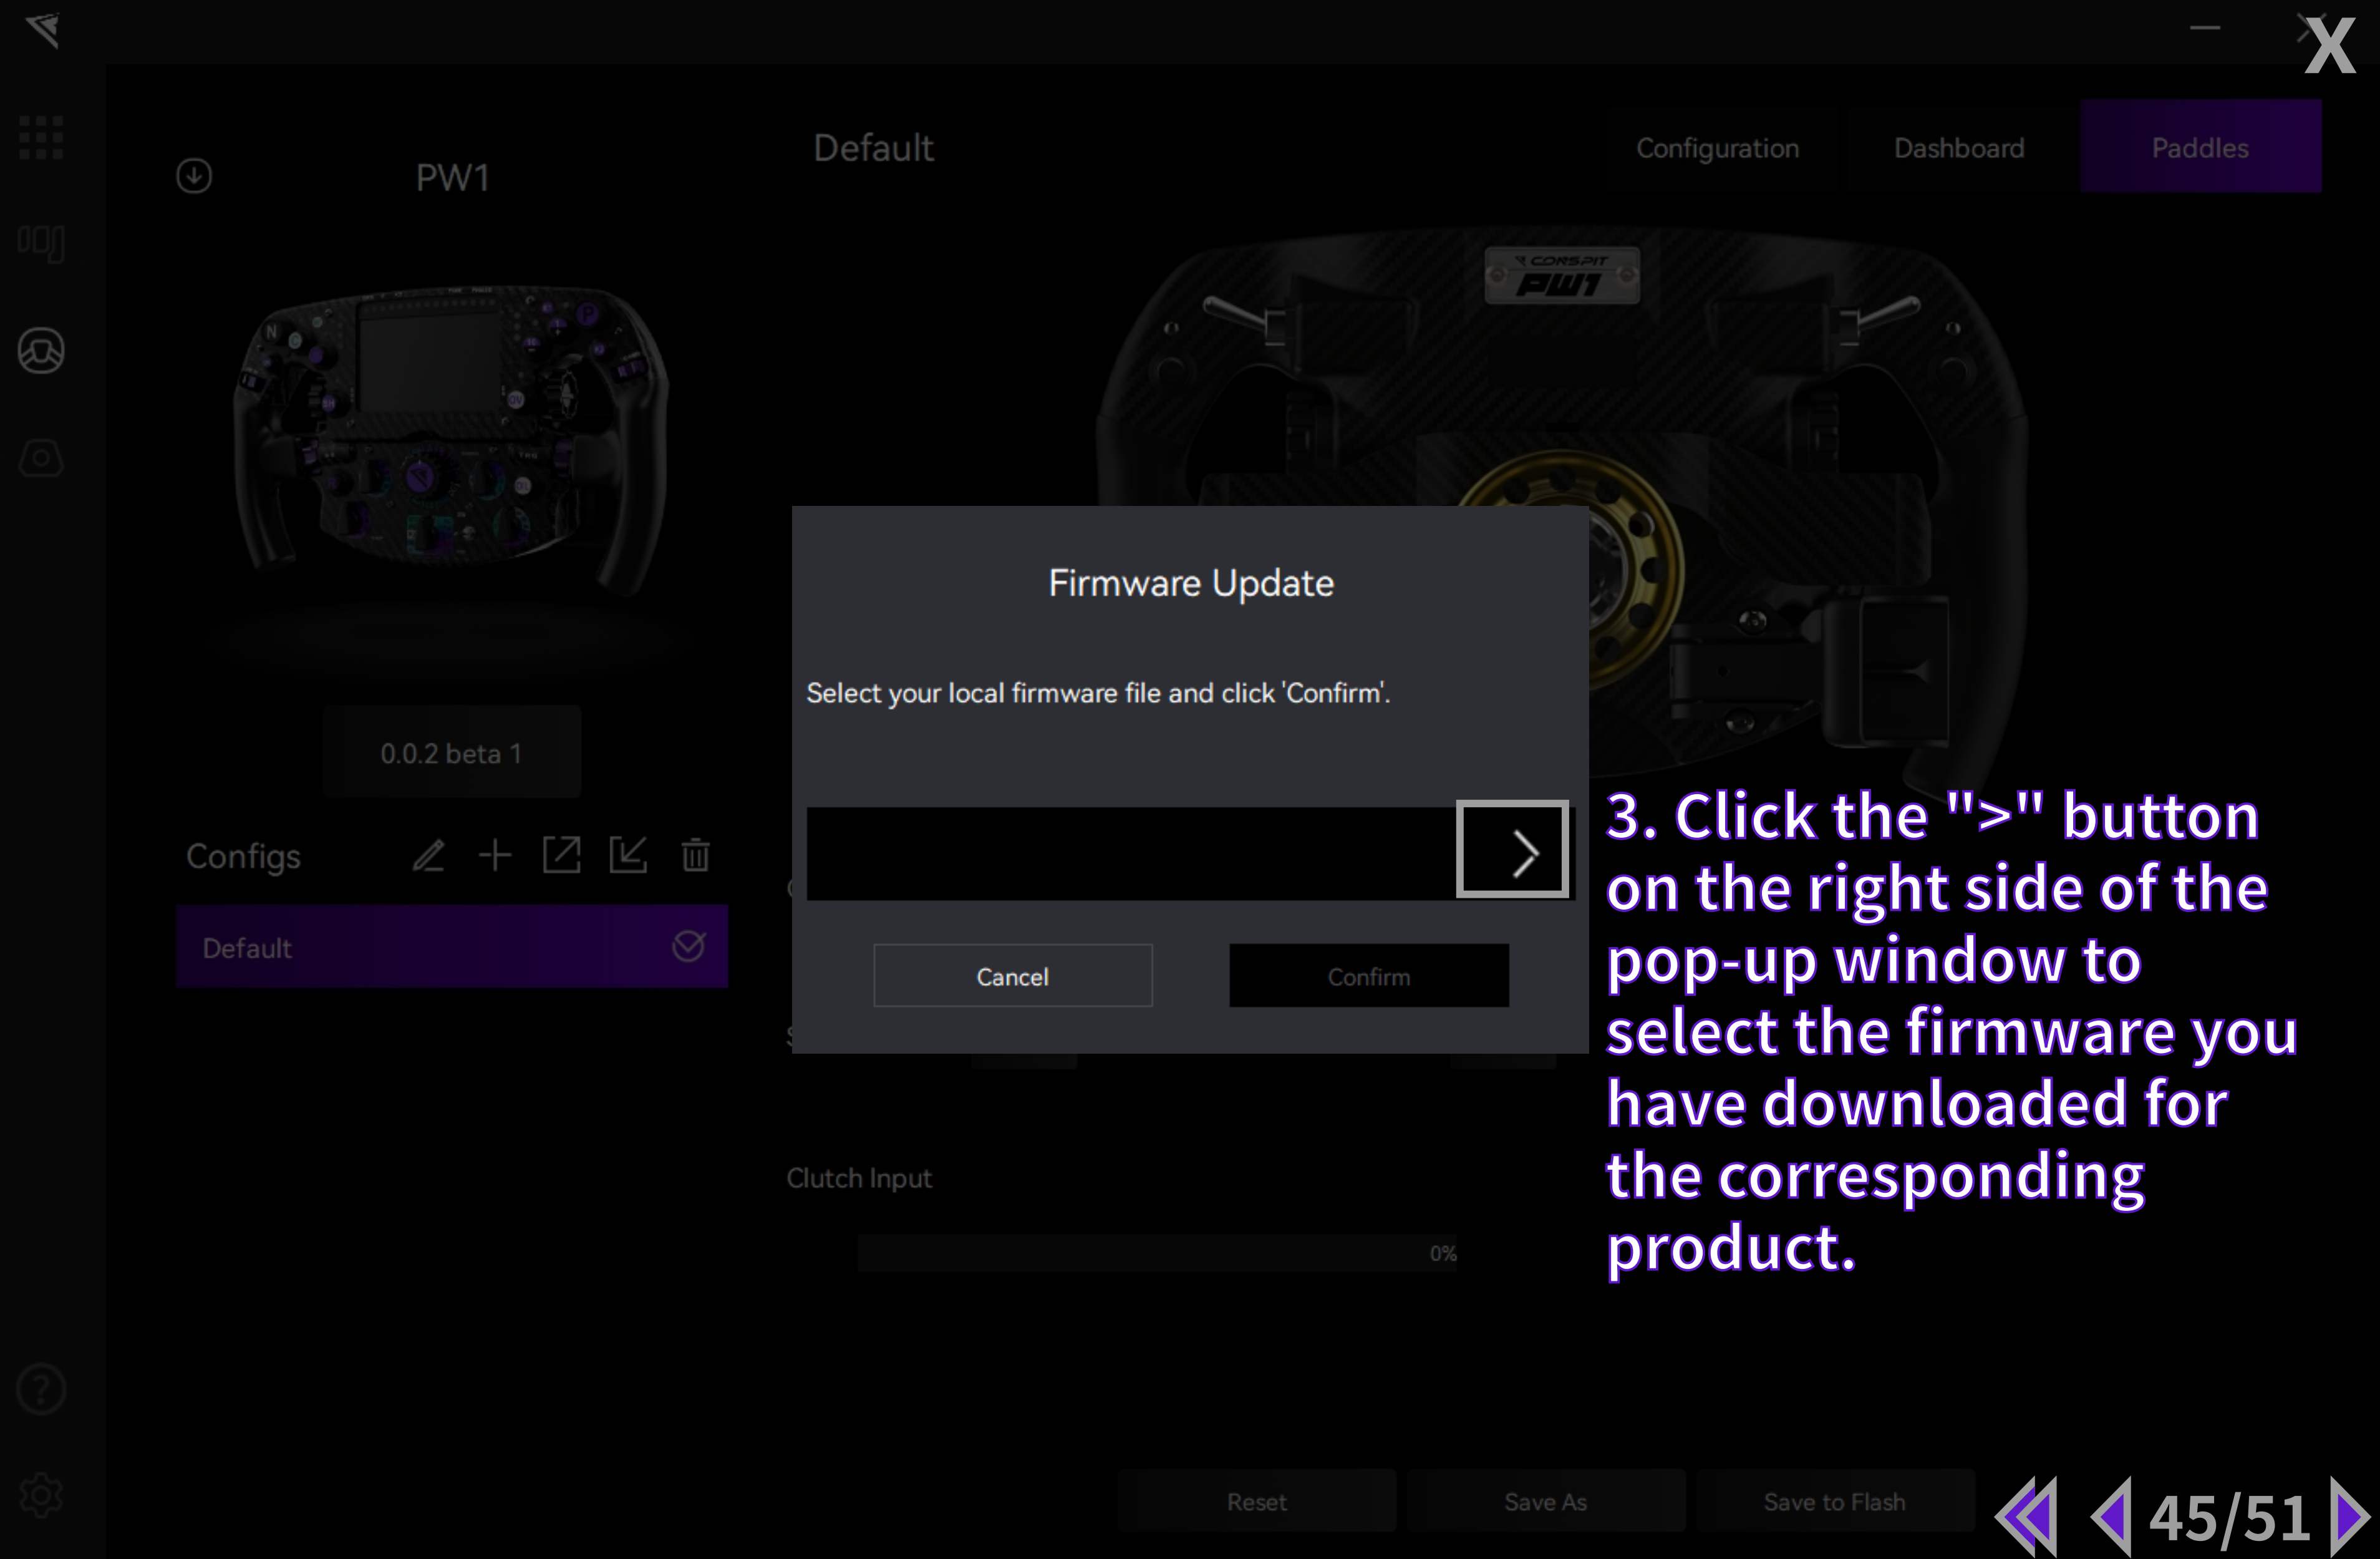 X
PW1
Default
Configuration
Dashboard
Paddles
CORSPIT
PW1
Firmware Update
Select your local firmware file and click 'Confirm'.
0.0.2 beta 1
Configs
Default
Cancel
Confirm
3. Click the ">" button
on the right side of the
pop-up window to
select the firmware you
have downloaded for
the corresponding
product.
Clutch Input
0%
Reset
Save As
Save to Flash
45/51